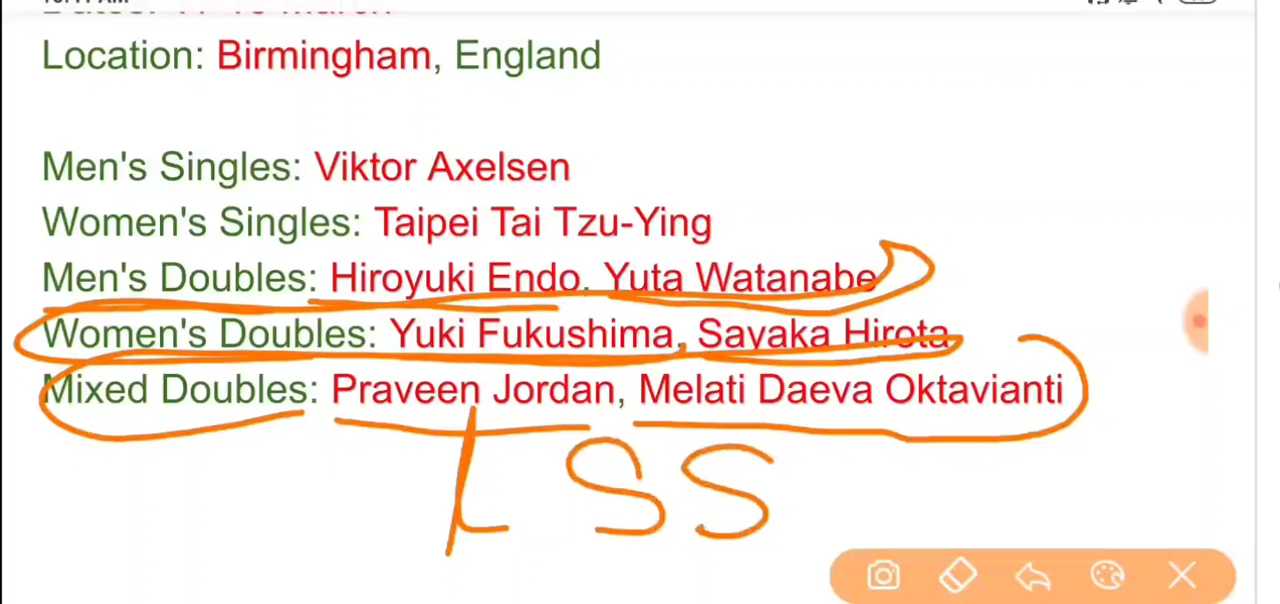 Location: Birmingham, England
Men's Singles: Viktor Axelsen
Women's Singles: Taipei Tai Tzu-Ying
Men's Doubles: Hiroyuki Endo, Yuta Watanabe
Women's Doubles: Yuki Fukushima, Sayaka Hirota
Mixed Doubles: Praveen Jordan, Melati Daeva Oktavianti